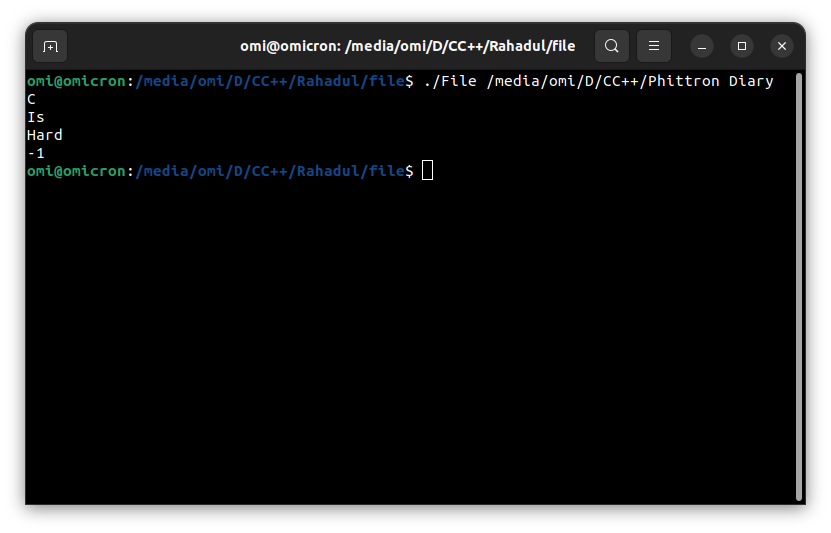 omi@omicron: /media/omi/D/CC++/Rahadul/file
omi@omicron:/media/omi/D/CC++/Rahadul/file$ ./File /media/omi/D/CC++/Phittron Diary
C
Is
Hard
-1
omi@omicron:/media/omi/D/CC++/Rahadul/file$